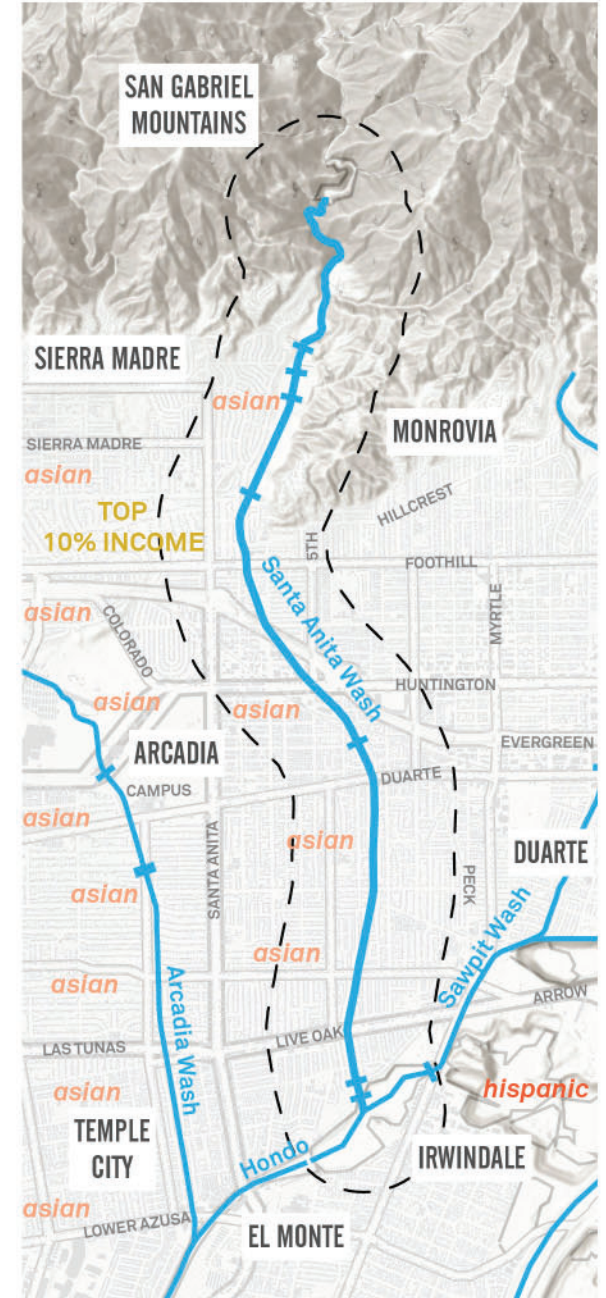 SAN GABRIEL
MOUNTAINS
SIERRA MADRE
asian
MONROVIA
SIERRA MADRE
asian
HILLCREST
TOP
10% INCOME
5TH
FOOTHILL
Santa Anita Wash
MYRTLE
asian
COLORADO
HUNTINGTON
asian
asian
EVERGREEN
ARCADIA
DUARTE
CAMPUS
asian
asian
SANTA ANITA
DUARTE
PECK
asian
Sawpit Wash
asian
Arcadia Wash
asian
ARROW
LIVE OAK
LAS TUNAS
asian
hispanic
TEMPLE
CITY
Hondo
IRWINDALE
asian
LOWER AZUSA
EL MONTE